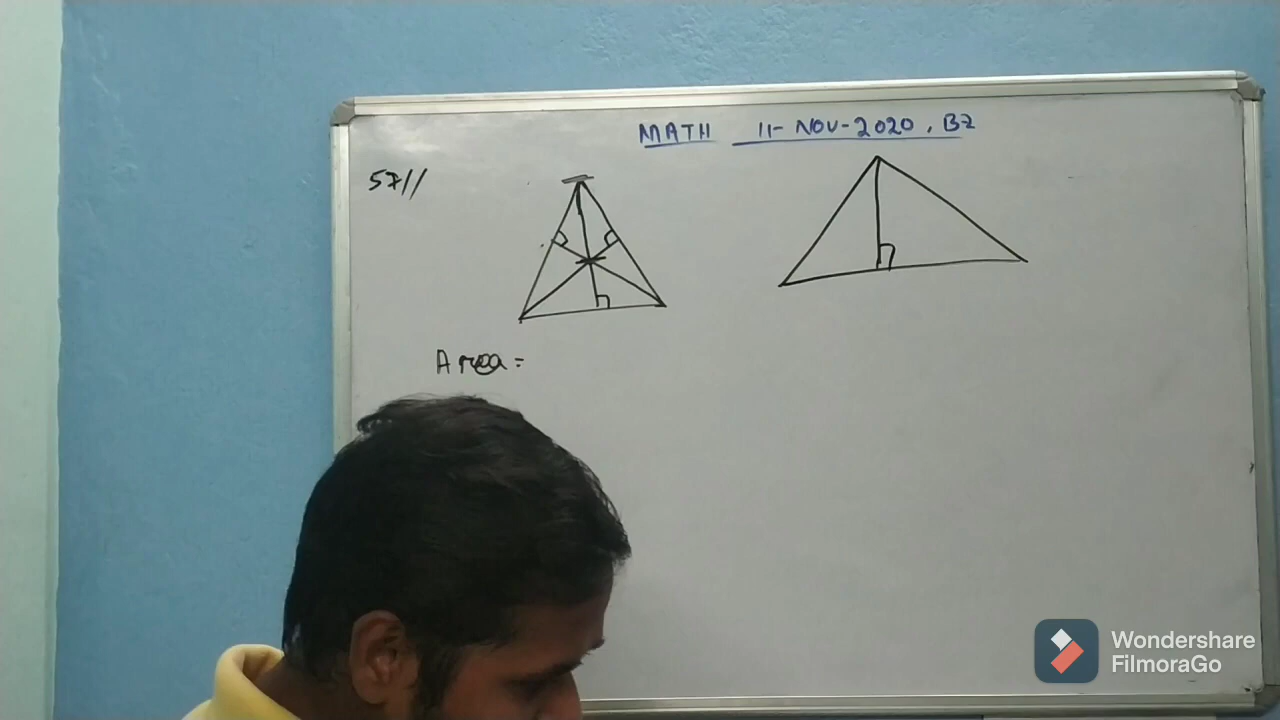 MATH 11-NOV-2020, B2
57//
Area=
Wondershare
FilmoraGo